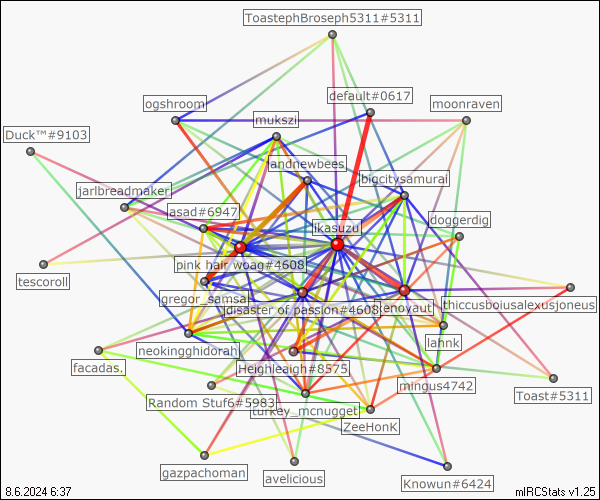 ToastephBroseph5311#5311
default#0617
ogshroom
moonraven
mukszi
Duck™#9103
landnewbees
bigcitysamurai
jarlbreadmaker
asad#6947
doggerdig
ikasuzu
pink hair woag#4608
tescoroll
gregor_samsa
thiccusboiusalexusjoneus
disaster of passion#4608
tenoyaut
lahnk
neokingghidorah
facadas.
Heighleaigh#8575
mingus4742
Toast#5311
Random Stuf6#5983
turkey_mcnugget
ZeeHonK
gazpachoman
avelicious
Knowun#6424
8.6.2024 6:37
mIRCStats v1.25